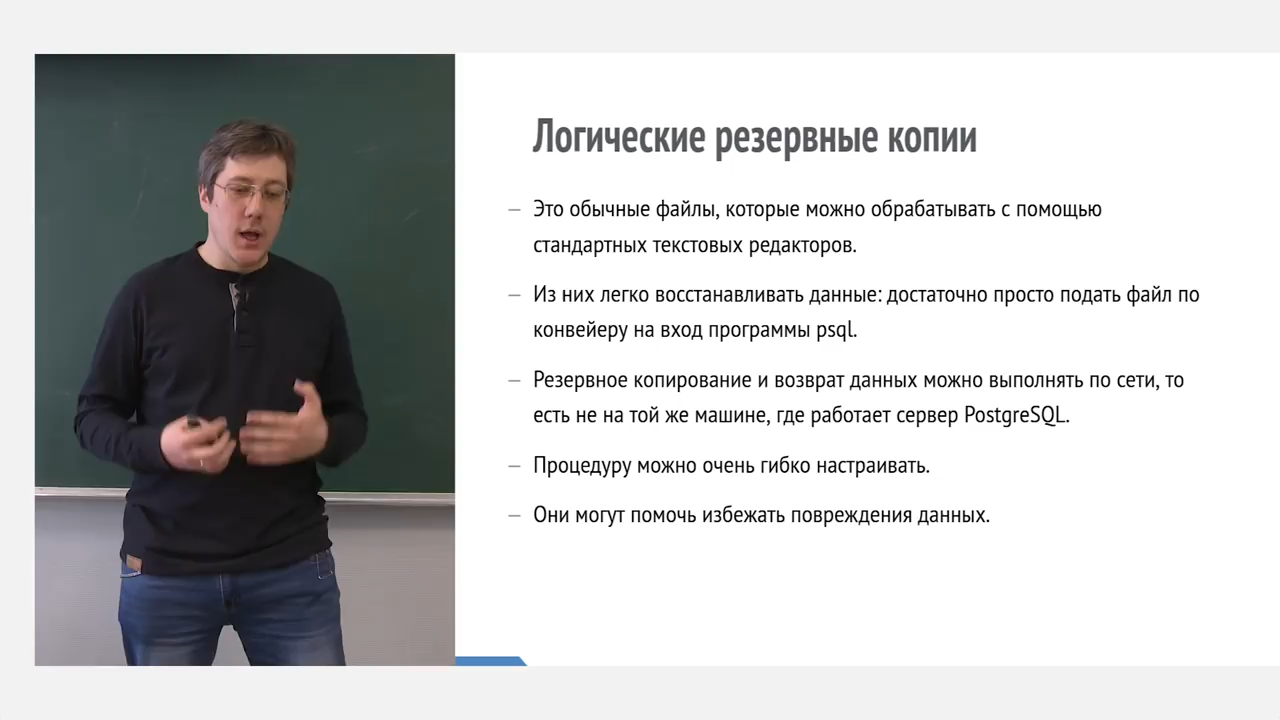 Логические резервные копии
– Это обычные файлы, которые можно обрабатывать с помощью
стандартных текстовых редакторов.
– Из них легко восстанавливать данные: достаточно просто подать файл по
конвейеру на вход программы psql.
– Резервное копирование и возврат данных можно выполнять по сети, то
есть не на той же машине, где работает сервер PostgreSQL.
– Процедуру можно очень гибко настраивать.
– Они могут помочь избежать повреждения данных.